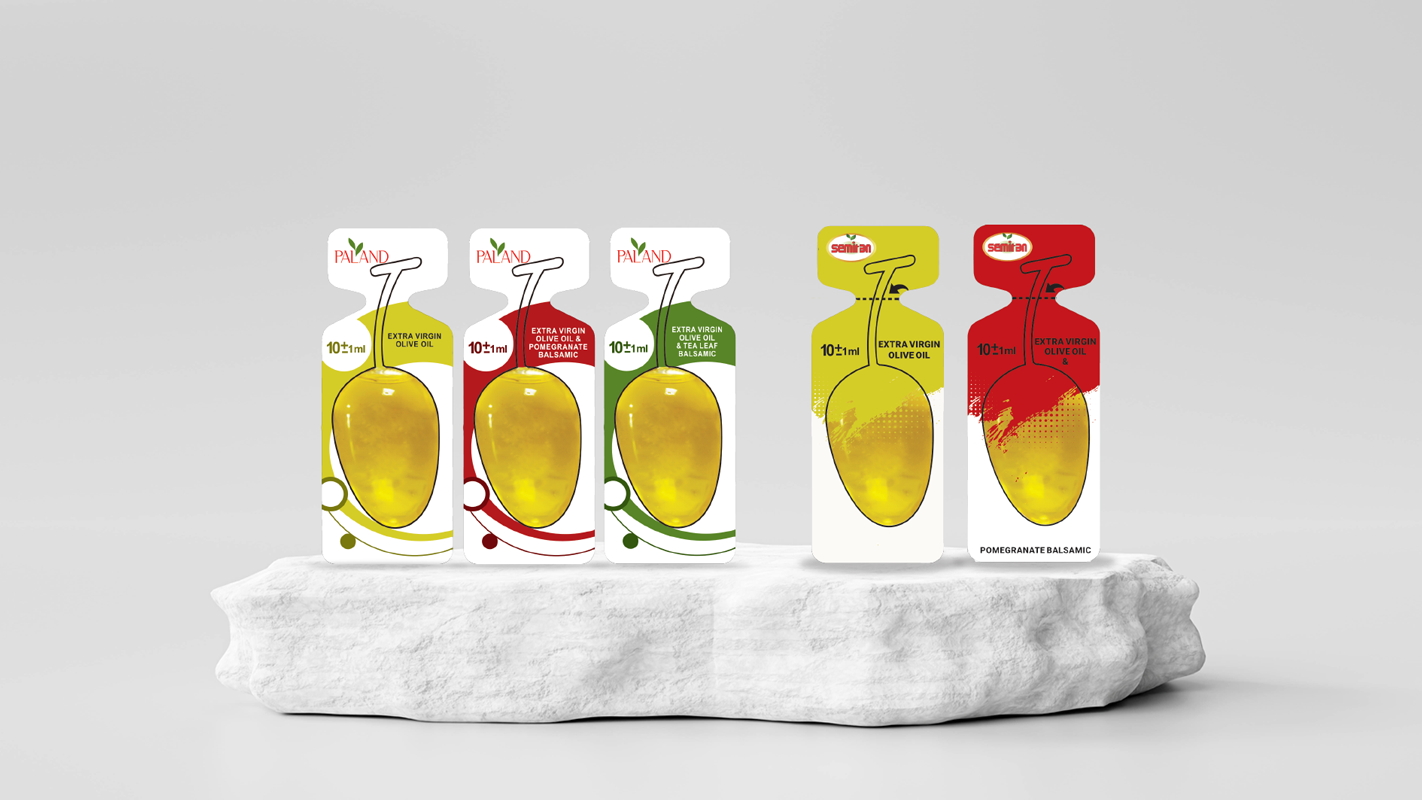 PALAND
10±1ml
EXTRA VIRGIN
OLIVE OIL
PALAND
10±1ml
EXTRA VIRGIN
OLIVE OIL &
POMEGRANATE
BALSAMIC
PALAND
10±1ml
EXTRA VIRGIN
OLIVE OIL
& TEA LEAF
BALSAMIC
semiran
10±1ml
EXTRA VIRGIN
OLIVE OIL
semiran
10±1ml
EXTRA VIRGIN
OLIVE OIL
&
POMEGRANATE BALSAMIC